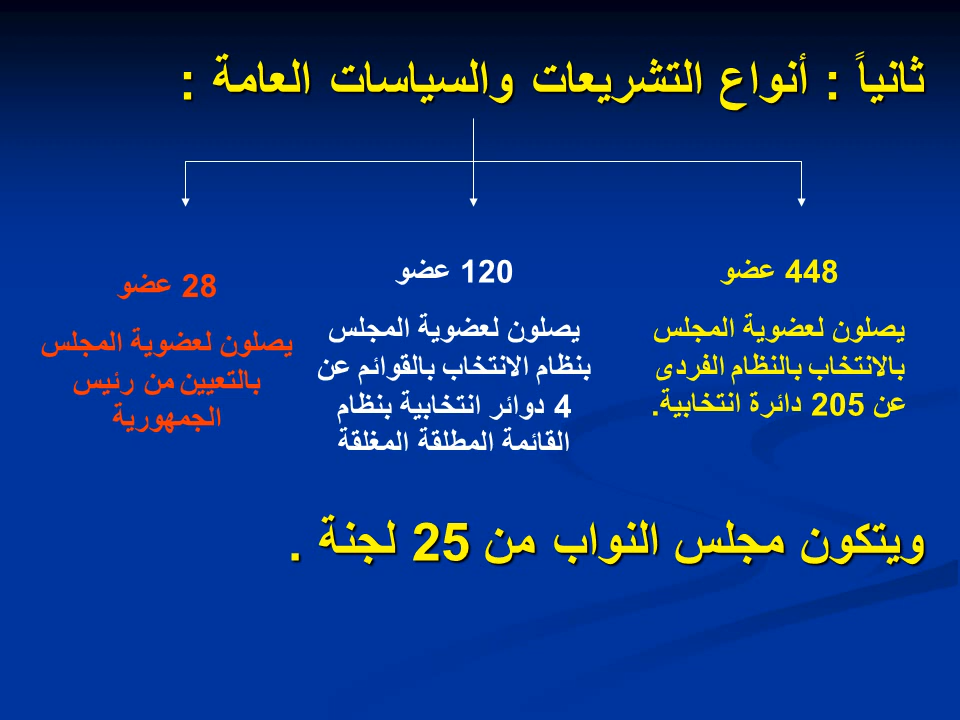 ثانياً : أنواع التشريعات والسياسات العامة :
448 عضو
يصلون لعضوية المجلس
بالانتخاب بالنظام الفردى
عن 205 دائرة انتخابية.
120 عضو
يصلون لعضوية المجلس
بنظام الانتخاب بالقوائم عن
4 دوائر انتخابية بنظام
القائمة المطلقة المغلقة
28 عضو
يصلون لعضوية المجلس
بالتعيين من رئيس
الجمهورية
ويتكون مجلس النواب من 25 لجنة .